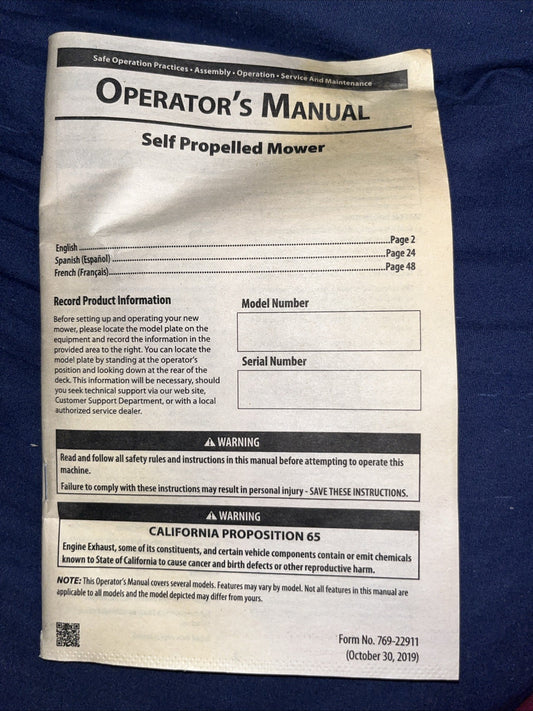 Safe Operation Practices • Assembly • Operation • Service And Maintenance
OPERATOR'S MANUAL
Self Propelled Mower
English ........................................................................................................Page 2
Spanish (Español) ........................................................................................Page 24
French (Français)..........................................................................................Page 48
Record Product Information
Before setting up and operating your new
mower, please locate the model plate on the
equipment and record the information in the
provided area to the right. You can locate the
model plate by standing at the operator's
position and looking down at the rear of the
deck. This information will be necessary, should
you seek technical support via our web site,
Customer Support Department, or with a local
authorized service dealer.
Model Number
Serial Number
⚠ WARNING
Read and follow all safety rules and instructions in this manual before attempting to operate this
machine.
Failure to comply with these instructions may result in personal injury - SAVE THESE INSTRUCTIONS.
⚠ WARNING
CALIFORNIA PROPOSITION 65
Engine Exhaust, some of its constituents, and certain vehicle components contain or emit chemicals
known to State of California to cause cancer and birth defects or other reproductive harm.
NOTE: This Operator's Manual covers several models. Features may vary by model. Not all features in this manual are
applicable to all models and the model depicted may differ from yours.
Form No. 769-22911
(October 30, 2019)